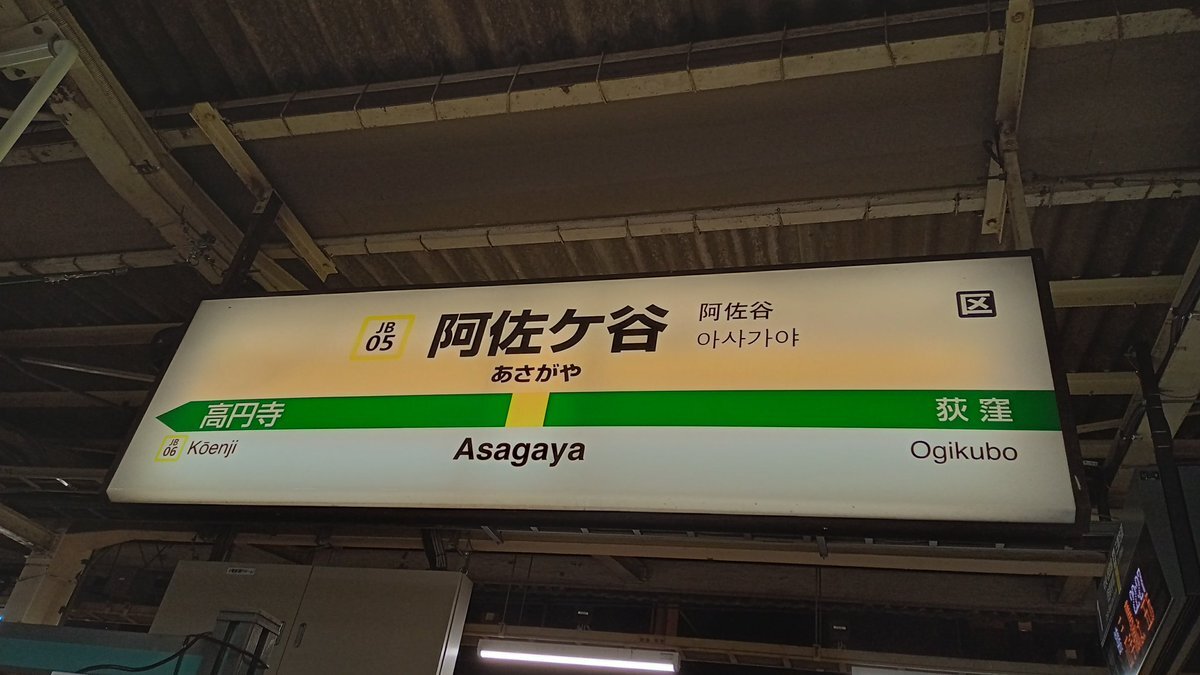 JB
05
阿佐ケ谷
あさがや
阿佐谷
아사가야
区
高円寺
荻窪
JB
06
Kōenji
Asagaya
Ogikubo